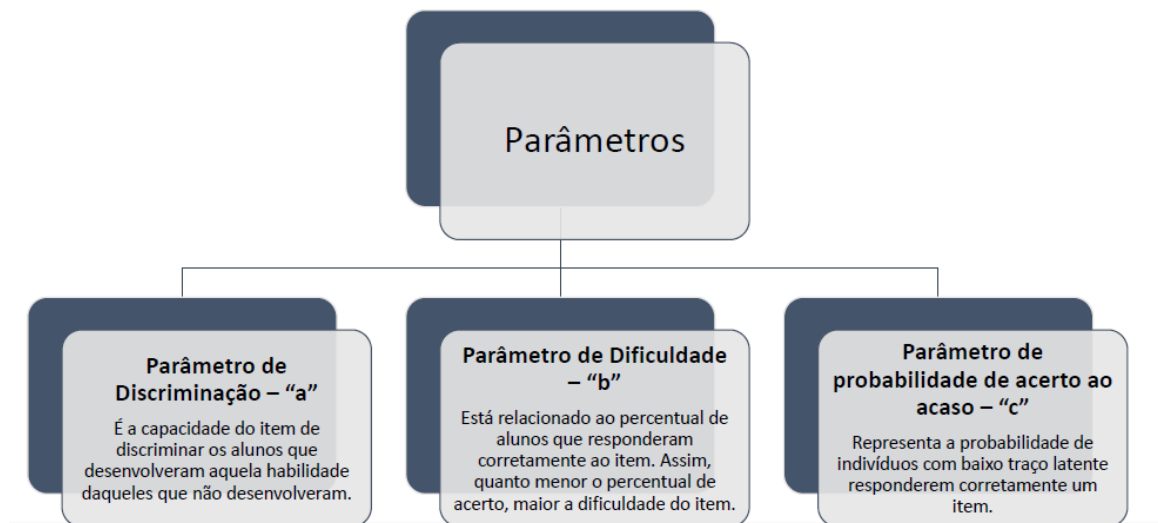 Parâmetros
Parâmetro de
Discriminação – “a”
É a capacidade do item de
discriminar os alunos que
desenvolveram aquela habilidade
daqueles que não desenvolveram.
Parâmetro de Dificuldade
– “b”
Está relacionado ao percentual de
alunos que responderam
corretamente ao item. Assim,
quanto menor o percentual de
acerto, maior a dificuldade do item.
Parâmetro de
probabilidade de acerto ao
acaso – “c”
Representa a probabilidade de
indivíduos com baixo traço latente
responderem corretamente um
item.